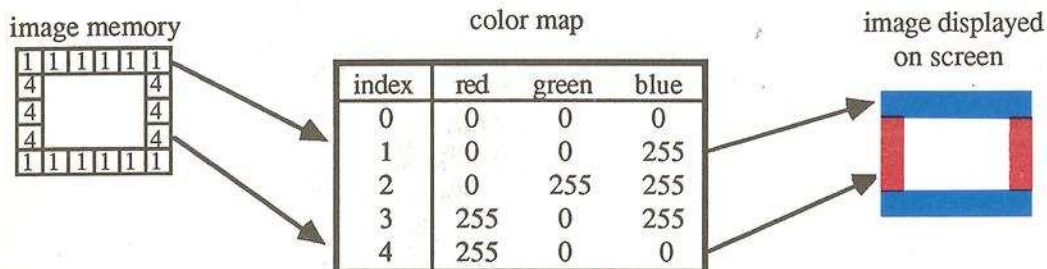 image memory
1 1 1 1 1 1
4 4
4 4
4 4
1 1 1 1 1 1
color map
index red green blue
0 0 0 0
1 0 0 255
2 0 255 255
3 255 0 255
4 255 0 0
image displayed
on screen